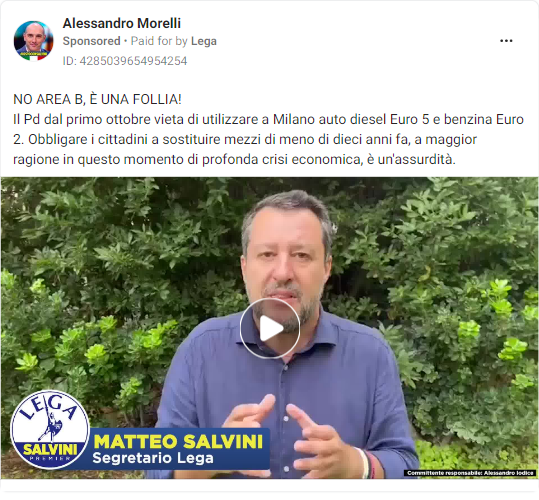 Alessandro Morelli
Sponsored • Paid for by Lega
ID: 4285039654954254
NO AREA B, È UNA FOLLIA!
Il Pd dal primo ottobre vieta di utilizzare a Milano auto diesel Euro 5 e benzina Euro
2. Obbligare i cittadini a sostituire mezzi di meno di dieci anni fa, a maggior
ragione in questo momento di profonda crisi economica, è un'assurdità.
LEGA
SALVINI
PREMIER
MATTEO SALVINI
Segretario Lega
Committente responsabile: Alessandro Iodice